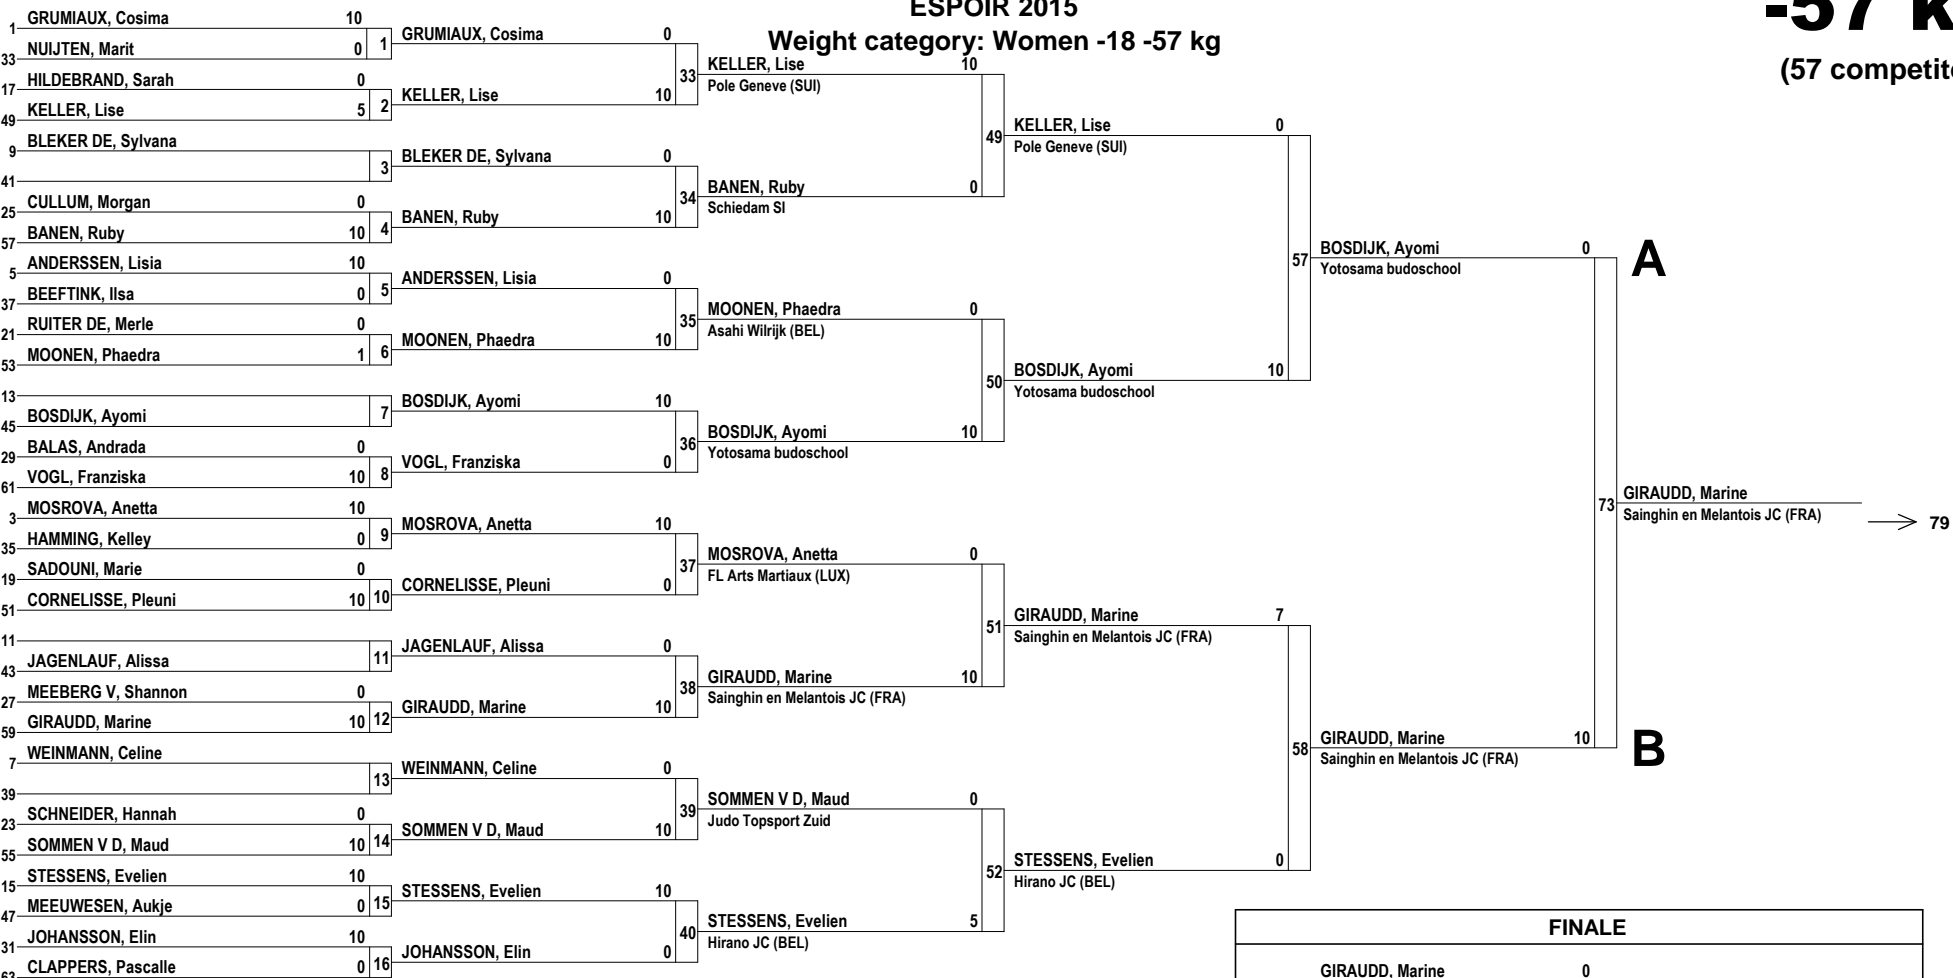 ESPOIR 2015
Weight category: Women -18 -57 kg
(57
1 GRUMIAUX, Cosima 10
33 NUIJTEN, Marit 0
1
17 HILDEBRAND, Sarah 0
49 KELLER, Lise 5
2
9 BLEKER DE, Sylvana
41
3
25 CULLUM, Morgan 0
57 BANEN, Ruby 10
4
5 ANDERSSEN, Lisia 10
37 BEEFTINK, Ilsa 0
5
21 RUITER DE, Merle 0
53 MOONEN, Phaedra 1
6
13
45 BOSDIJK, Ayomi
7
29 BALAS, Andrada 0
61 VOGL, Franziska 10
8
3 MOSROVA, Anetta 10
35 HAMMING, Kelley 0
9
19 SADOUNI, Marie 0
51 CORNELISSE, Pleuni 10
10
11
43 JAGENLAUF, Alissa
11
27 MEEBERG V, Shannon 0
59 GIRAUDD, Marine 10
12
7 WEINMANN, Celine
39
13
23 SCHNEIDER, Hannah 0
55 SOMMEN V D, Maud 10
14
15 STESSENS, Evelien 10
47 MEEUWESEN, Aukje 0
15
31 JOHANSSON, Elin 10
63 CLAPPERS, Pascalle 0
16
GRUMIAUX, Cosima 0
33
KELLER, Lise 10
BLEKER DE, Sylvana 0
34
BANEN, Ruby 10
ANDERSSEN, Lisia 0
35
MOONEN, Phaedra 10
BOSDIJK, Ayomi 10
36
VOGL, Franziska 0
MOSROVA, Anetta 10
37
CORNELISSE, Pleuni 0
JAGENLAUF, Alissa 0
38
GIRAUDD, Marine 10
WEINMANN, Celine 0
39
SOMMEN V D, Maud 10
STESSENS, Evelien 10
40
JOHANSSON, Elin 0
KELLER, Lise 10
Pole Geneve (SUI)
49
BANEN, Ruby 0
Schiedam SI
MOONEN, Phaedra 0
Asahi Wilrijk (BEL)
50
BOSDIJK, Ayomi 10
Yotosama budoschool
MOSROVA, Anetta 0
FL Arts Martiaux (LUX)
51
GIRAUDD, Marine 10
Sainghin en Melantois JC (FRA)
SOMMEN V D, Maud 0
Judo Topsport Zuid
52
STESSENS, Evelien 5
Hirano JC (BEL)
KELLER, Lise 0
Pole Geneve (SUI)
57
BOSDIJK, Ayomi 10
Yotosama budoschool
GIRAUDD, Marine 7
Sainghin en Melantois JC (FRA)
58
STESSENS, Evelien 0
Hirano JC (BEL)
BOSDIJK, Ayomi 0
Yotosama budoschool
A
73
GIRAUDD, Marine 10
Sainghin en Melantois JC (FRA)
B
GIRAUDD, Marine
Sainghin en Melantois JC (FRA)
79
FINALE
GIRAUDD, Marine 0